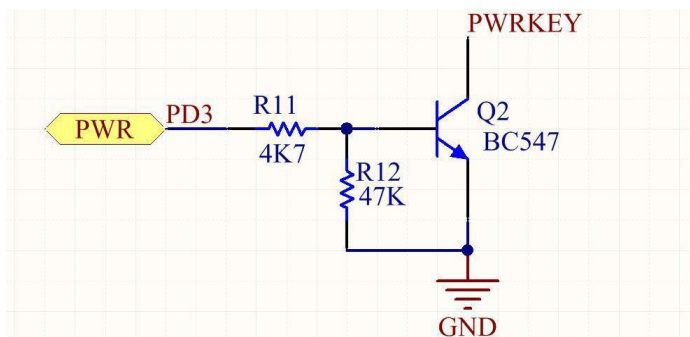 PWRKEY
PWR
PD3
R11
4K7
Q2
BC547
R12
47K
GND